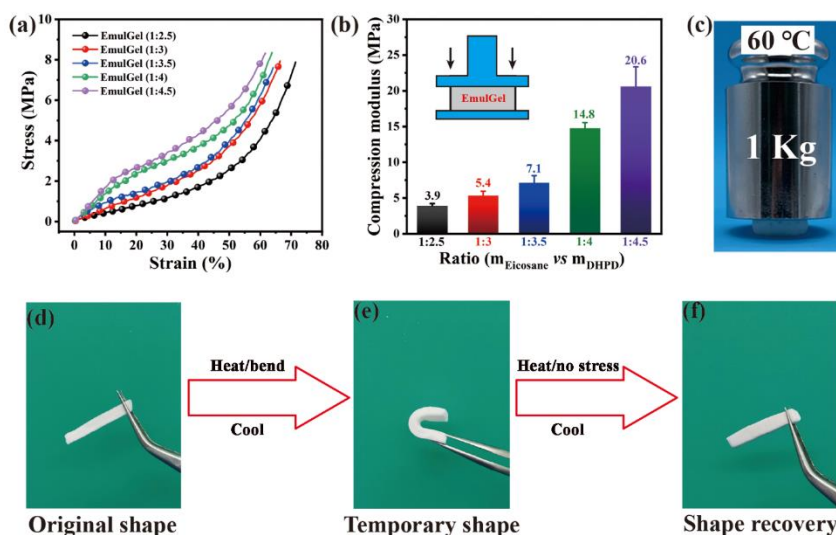 (a)
EmulGel (1:2.5)
EmulGel (1:3)
EmulGel (1:3.5)
EmulGel (1:4)
EmulGel (1:4.5)
Stress (MPa)
10
8
6
4
2
0
0 10 20 30 40 50 60 70 80
Strain (%)
(b)
Compression modulus (MPa)
30
25
20
15
10
5
0
EmulGel
3.9
5.4
7.1
14.8
20.6
1:2.5 1:3 1:3.5 1:4 1:4.5
Ratio (mEicosane vs mDHPD)
(c)
60 ℃
1 Kg
(d)
Original shape
Heat/bend
Cool
(e)
Temporary shape
Heat/no stress
Cool
(f)
Shape recovery